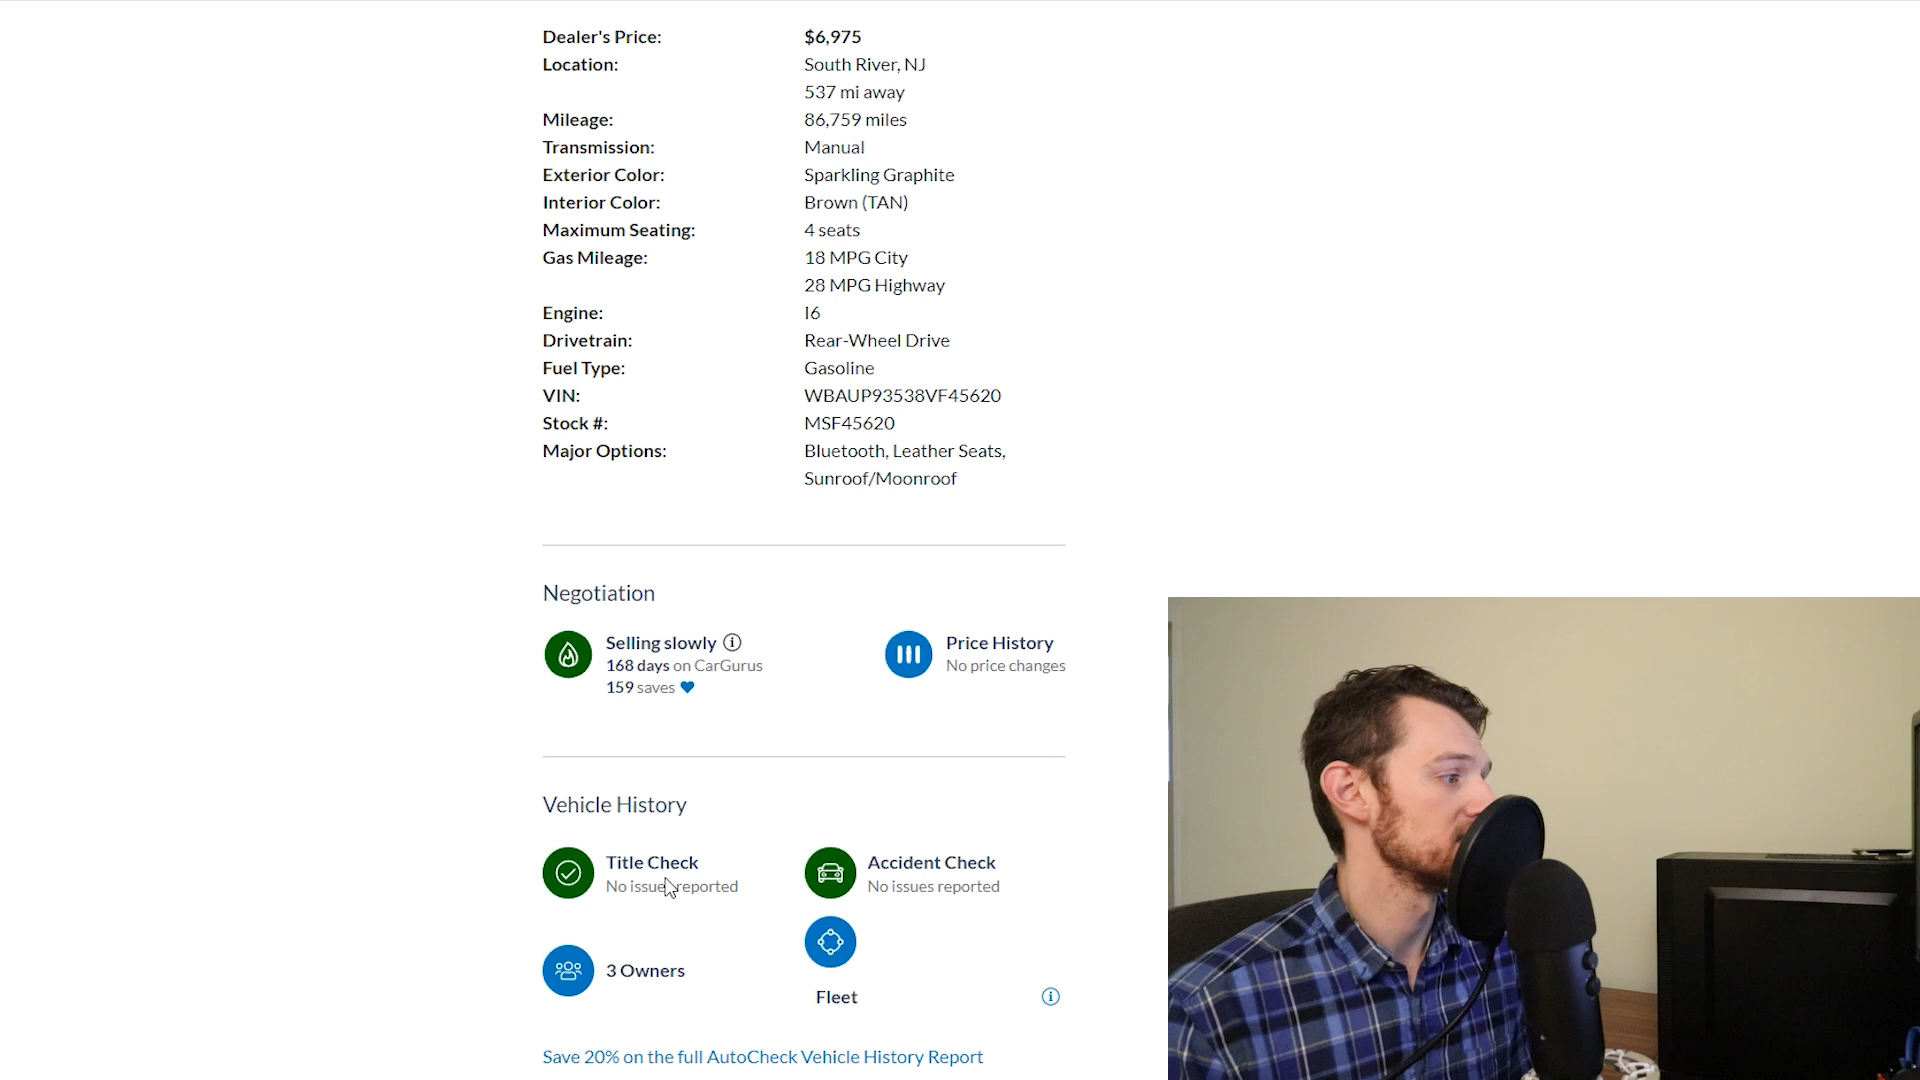 Dealer's Price: $6,975
Location: South River, NJ
537 mi away
Mileage: 86,759 miles
Transmission: Manual
Exterior Color: Sparkling Graphite
Interior Color: Brown (TAN)
Maximum Seating: 4 seats
Gas Mileage: 18 MPG City
28 MPG Highway
Engine: I6
Drivetrain: Rear-Wheel Drive
Fuel Type: Gasoline
VIN: WBAUP93538VF45620
Stock #: MSF45620
Major Options: Bluetooth, Leather Seats,
Sunroof/Moonroof
Negotiation
Selling slowly
168 days on CarGurus
159 saves
Price History
No price changes
Vehicle History
Title Check
No issues reported
Accident Check
No issues reported
3 Owners
Fleet
Save 20% on the full AutoCheck Vehicle History Report